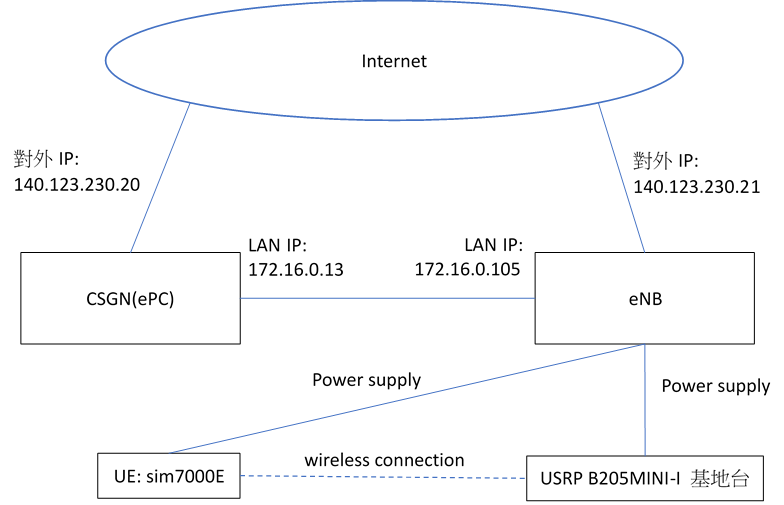 Internet
對外 IP:
140.123.230.20
對外 IP:
140.123.230.21
LAN IP:
172.16.0.13
LAN IP:
172.16.0.105
CSGN(ePC)
eNB
Power supply
Power supply
wireless connection
UE: sim7000E
USRP B205MINI-I 基地台